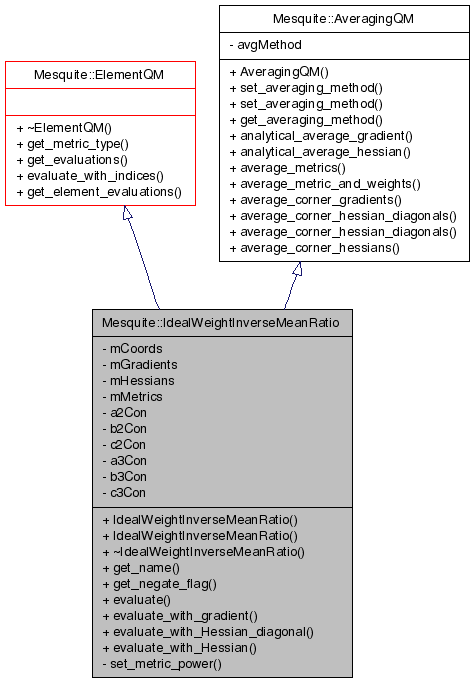 Mesquite::ElementQM
+ ~ElementQM()
+ get_metric_type()
+ get_evaluations()
+ evaluate_with_indices()
+ get_element_evaluations()
Mesquite::AveragingQM
- avgMethod
+ AveragingQM()
+ set_averaging_method()
+ set_averaging_method()
+ get_averaging_method()
+ analytical_average_gradient()
+ analytical_average_hessian()
+ average_metrics()
+ average_metric_and_weights()
+ average_corner_gradients()
+ average_corner_hessian_diagonals()
+ average_corner_hessian_diagonals()
+ average_corner_hessians()
Mesquite::IdealWeightInverseMeanRatio
- mCoords
- mGradients
- mHessians
- mMetrics
- a2Con
- b2Con
- c2Con
- a3Con
- b3Con
- c3Con
+ IdealWeightInverseMeanRatio()
+ IdealWeightInverseMeanRatio()
+ ~IdealWeightInverseMeanRatio()
+ get_name()
+ get_negate_flag()
+ evaluate()
+ evaluate_with_gradient()
+ evaluate_with_Hessian_diagonal()
+ evaluate_with_Hessian()
- set_metric_power()